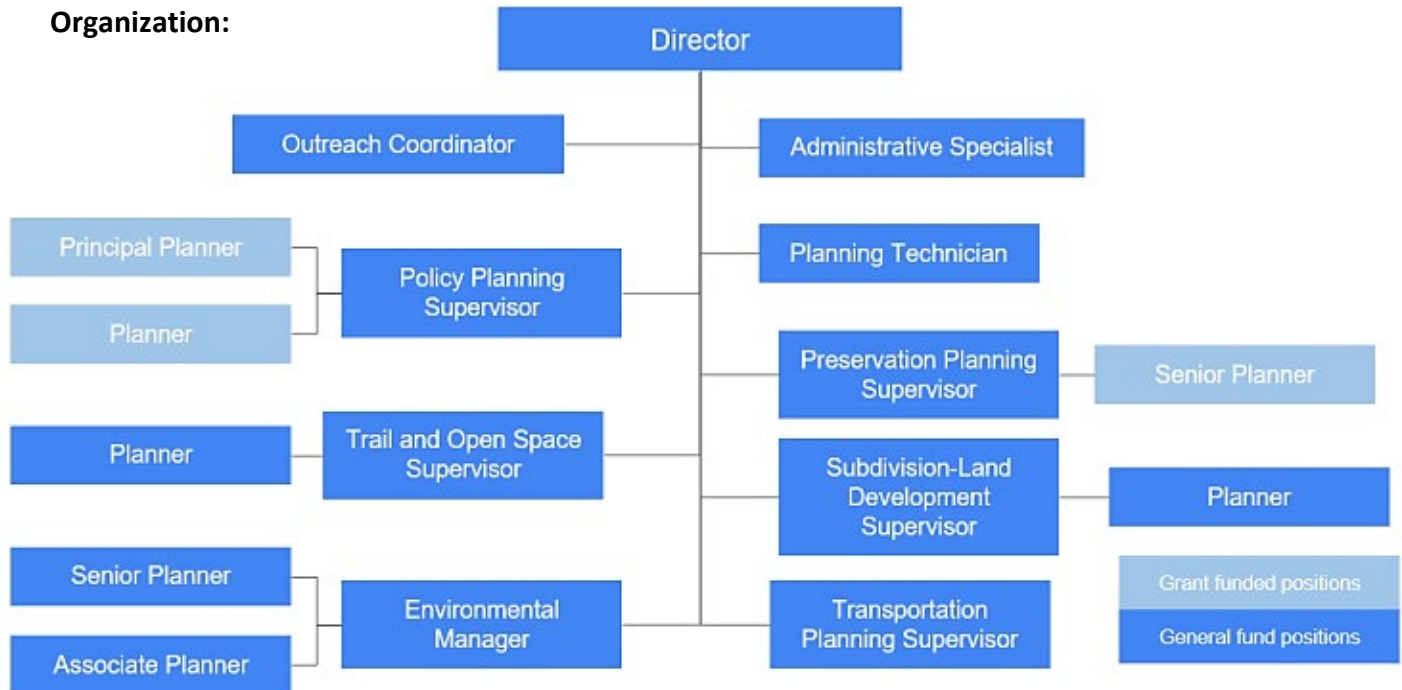 Organization:
Director
Outreach Coordinator
Administrative Specialist
Principal Planner
Planner
Policy Planning
Supervisor
Planning Technician
Preservation Planning
Supervisor
Senior Planner
Planner
Trail and Open Space
Supervisor
Subdivision-Land
Development
Supervisor
Planner
Senior Planner
Associate Planner
Environmental
Manager
Transportation
Planning Supervisor
Grant funded positions
General fund positions